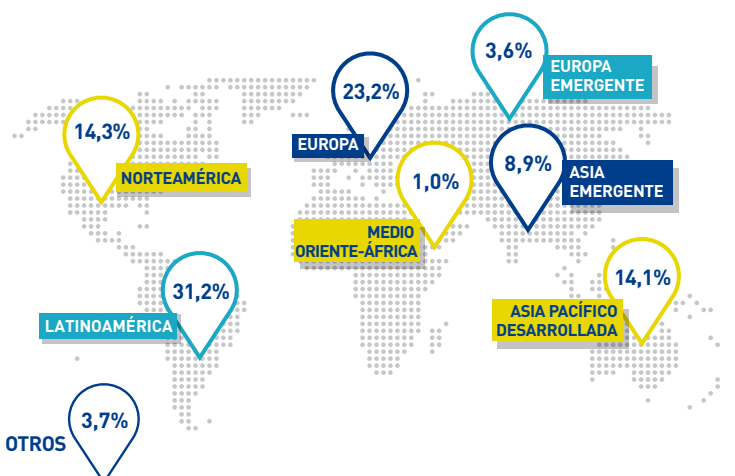 3,6%
EUROPA
EMERGENTE
23,2%
EUROPA
14,3%
NORTEAMÉRICA
1,0%
MEDIO
ORIENTE-ÁFRICA
8,9%
ASIA
EMERGENTE
31,2%
LATINOAMÉRICA
14,1%
ASIA PACÍFICO
DESARROLLADA
3,7%
OTROS